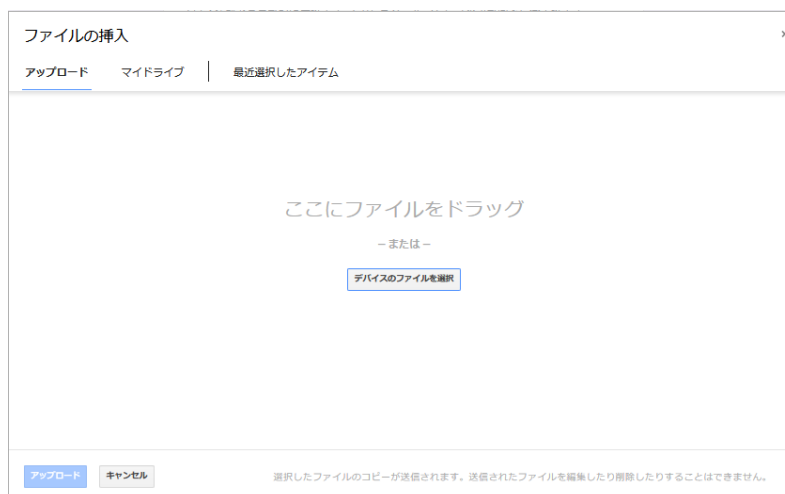 ファイルの挿入
アップロード マイドライブ 最近選択したアイテム
ここにファイルをドラッグ
– または –
デバイスのファイルを選択
アップロード キャンセル 選択したファイルのコピーが送信されます。送信されたファイルを編集したり削除したりすることはできません。